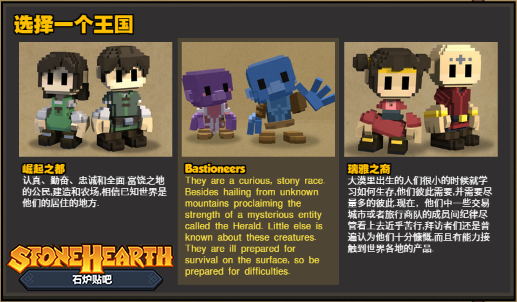 选择一个王国
崛起之都
认真、勤奋、忠诚和全面.富饶之地
的公民,建造和农场,相信已知世界是
他们的居住的地方.
Bastioneers
They are a curious, stony race.
Besides hailing from unknown
mountains proclaiming the
strength of a mysterious entity
called the Herald. Little else is
known about these creatures.
They are ill prepared for
survival on the surface, so be
prepared for difficulties.
瑞雅之裔
大漠里出生的人们很小的时候就学
习如何生存,他们彼此需要,并需要尽
最多的彼此.现在，他们中一些交易
城市或者旅行商队的成员问纪律尽
管看上去近乎苦行,拜访者们还是普
遍认为他们十分慷慨,而且有能力接
触到世界各地的产品.
STONEHEARTH
石炉贴吧